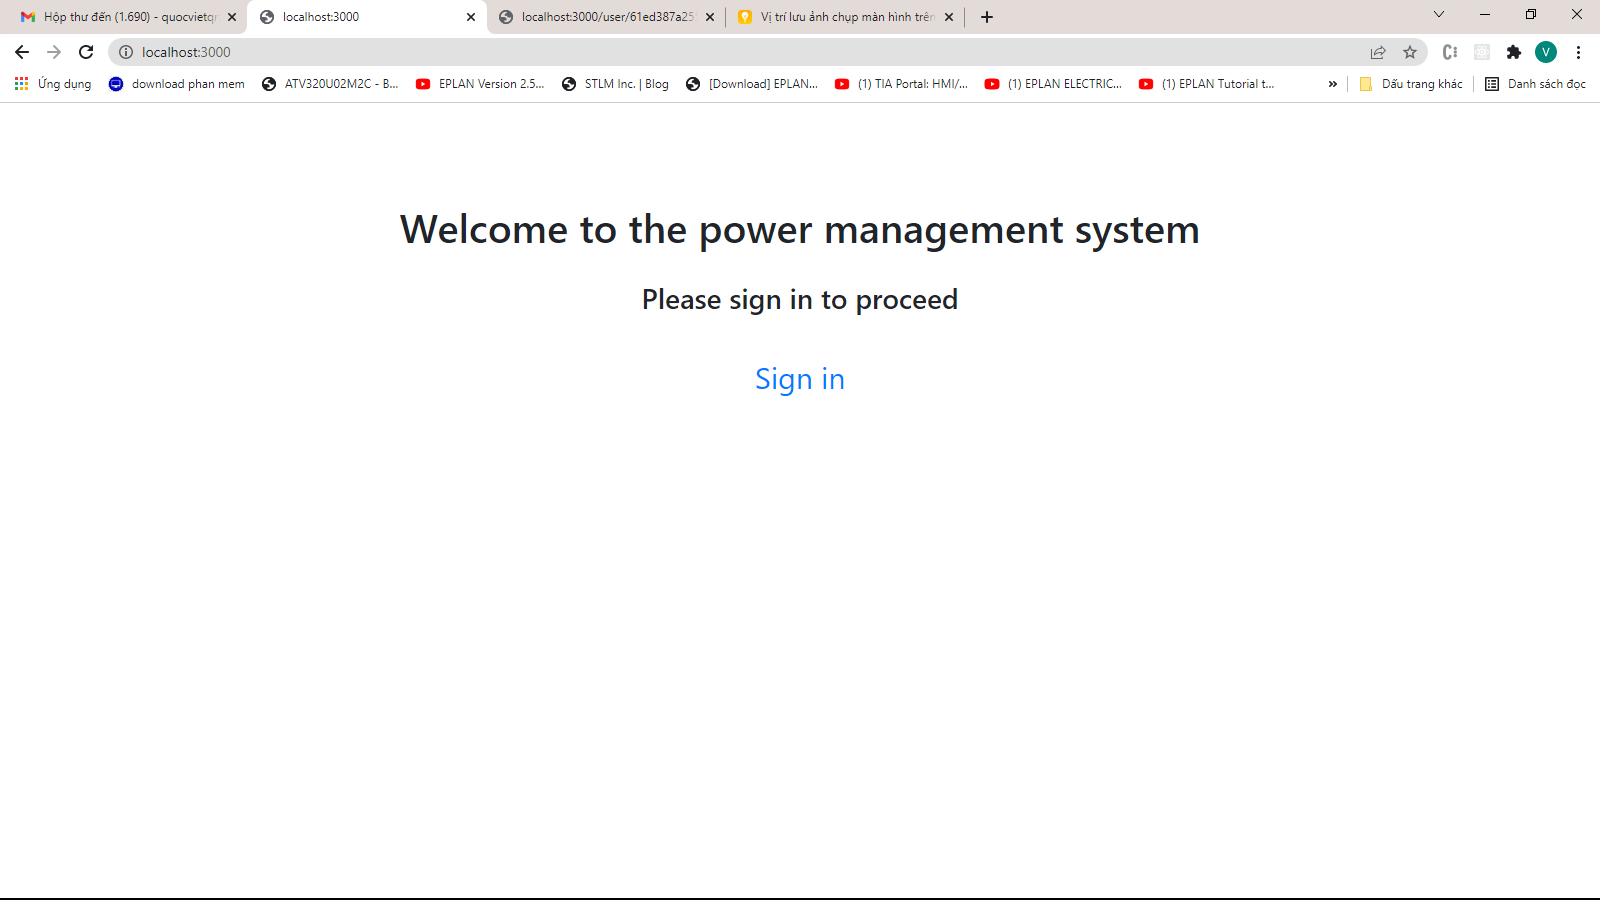 Hộp thư đến (1.690) - quocvietqn
localhost:3000
localhost:3000/user/61ed387a25
Vị trí lưu ảnh chụp màn hình trên
localhost:3000
V
Ứng dụng
download phan mem
ATV320U02M2C - B...
EPLAN Version 2.5...
STLM Inc. | Blog
[Download] EPLAN...
(1) TIA Portal: HMI/...
(1) EPLAN ELECTRIC...
(1) EPLAN Tutorial t...
»
Dấu trang khác
Danh sách đọc
Welcome to the power management system
Please sign in to proceed
Sign in